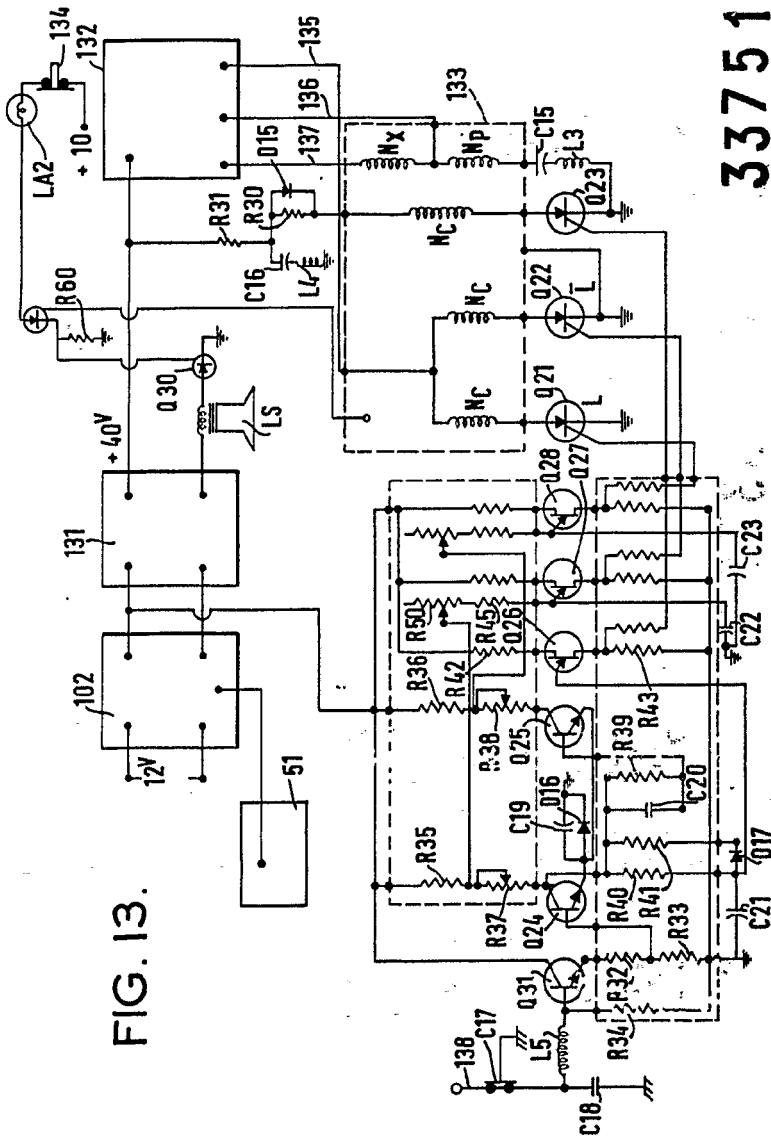 FIG. 13.
33751
LA2
134
+10
132
135
136
137
133
D15
R30
R31
C16
L4
R60
Q30
LS
+40V
131
102
12V
51
NX
NP
NC
NC
NC
C15
L3
Q23
Q22
L
Q21
L
Q28
Q27
R50
R45
Q26
R36
R42
R38
Q25
R35
R37
Q24
C19
D16
Q31
R43
R39
C20
C22
C23
R40
R41
D17
C21
R32
R33
R34
L5
C17
138
C18